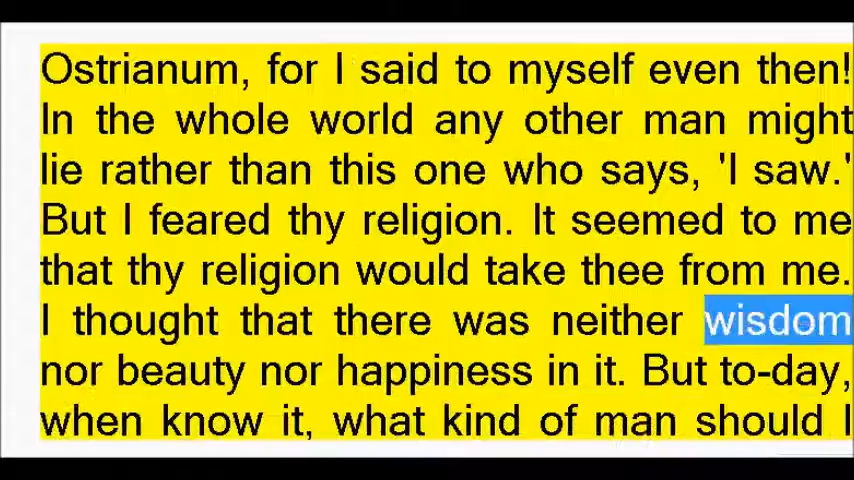 Ostrianum, for I said to myself even then!
In the whole world any other man might
lie rather than this one who says, 'I saw.'
But I feared thy religion. It seemed to me
that thy religion would take thee from me.
I thought that there was neither wisdom
nor beauty nor happiness in it. But to-day,
when know it, what kind of man should I